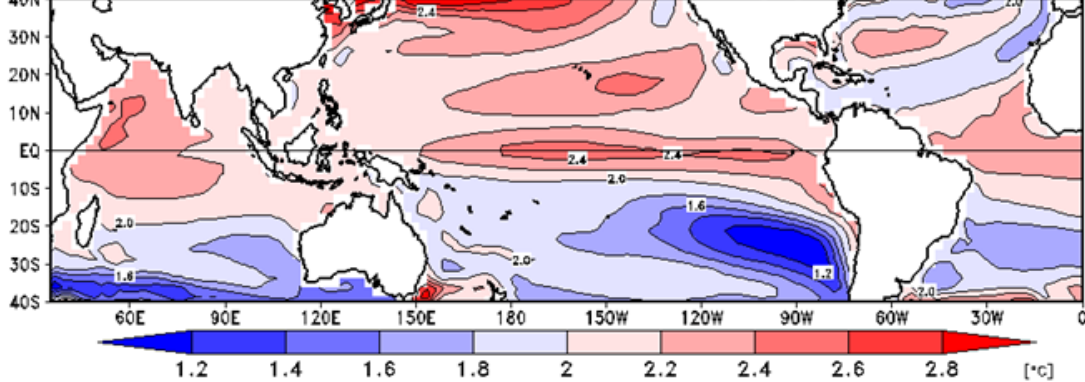 40N 2.4 2.0
30N
20N
10N
EQ 2.4 2.4
10S 2.0
20S 2.0 1.6
30S 1.6 2.0 1.2
40S 2.0
60E 90E 120E 150E 180 150W 120W 90W 60W 30W 0
1.2 1.4 1.6 1.8 2 2.2 2.4 2.6 2.8 [°C]